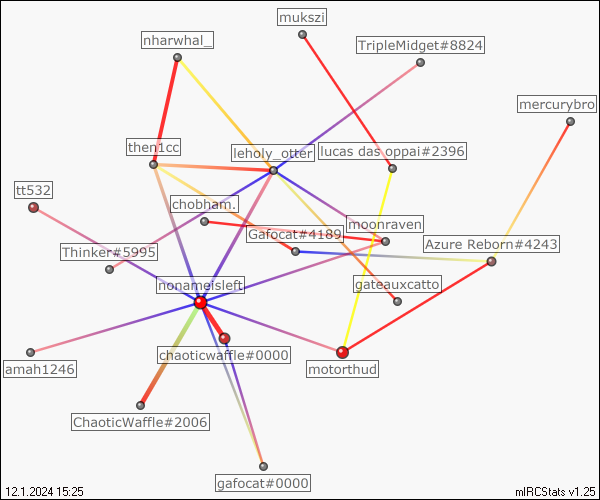 mukszi
nharwhal_
TripleMidget#8824
mercurybro
then1cc
leholy_otter
lucas das oppai#2396
tt532
chobham.
moonraven
Gafocat#4189
Azure Reborn#4243
Thinker#5995
nonameisleft
gateauxcatto
chaoticwaffle#0000
amah1246
motorthud
ChaoticWaffle#2006
gafocat#0000
12.1.2024 15:25
mIRCStats v1.25